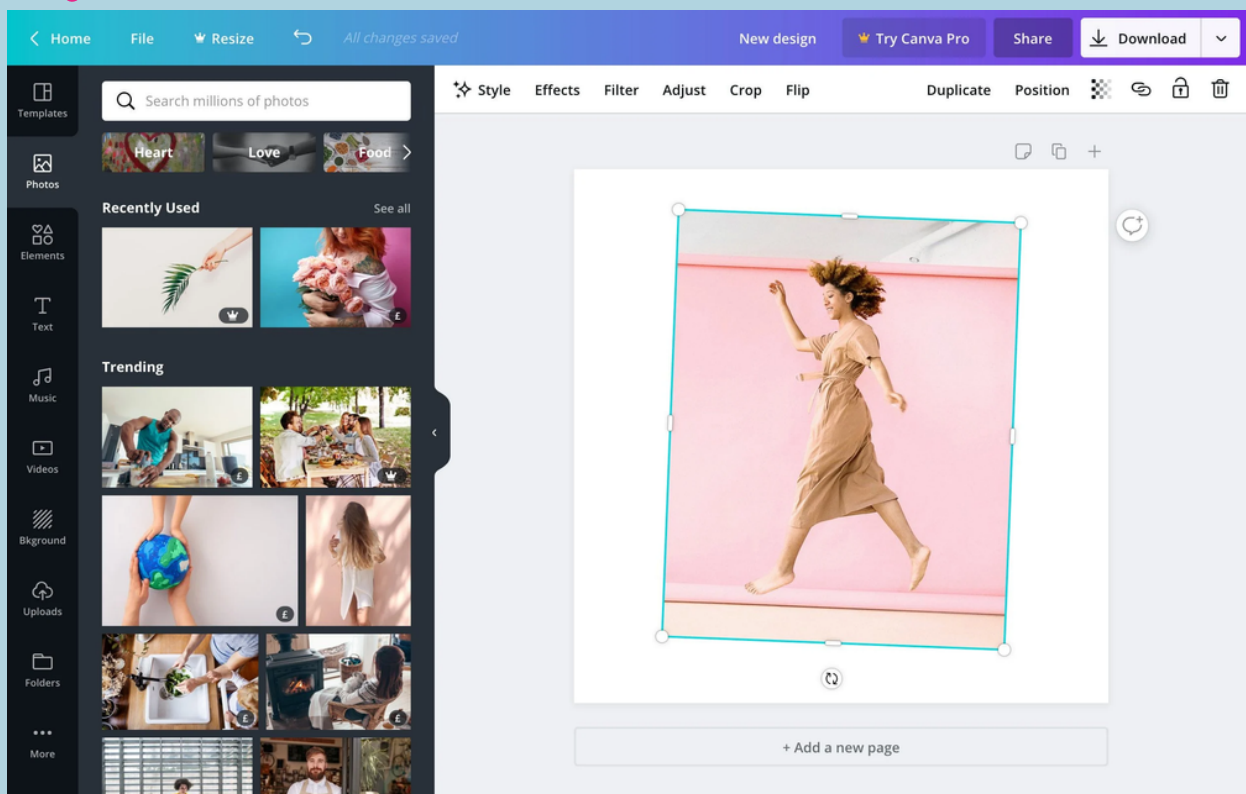 Home File Resize All changes saved New design Try Canva Pro Share Download
Style Effects Filter Adjust Crop Flip Duplicate Position
Templates
Photos
Elements
Text
Music
Videos
Bkground
Uploads
Folders
More
Search millions of photos
Heart Love Food
Recently Used See all
£
Trending
£
£
£ £
+ Add a new page